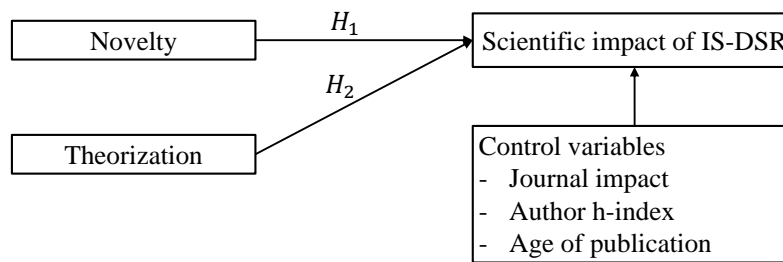 Novelty
H₁
Scientific impact of IS-DSR
H₂
Theorization
Control variables
- Journal impact
- Author h-index
- Age of publication